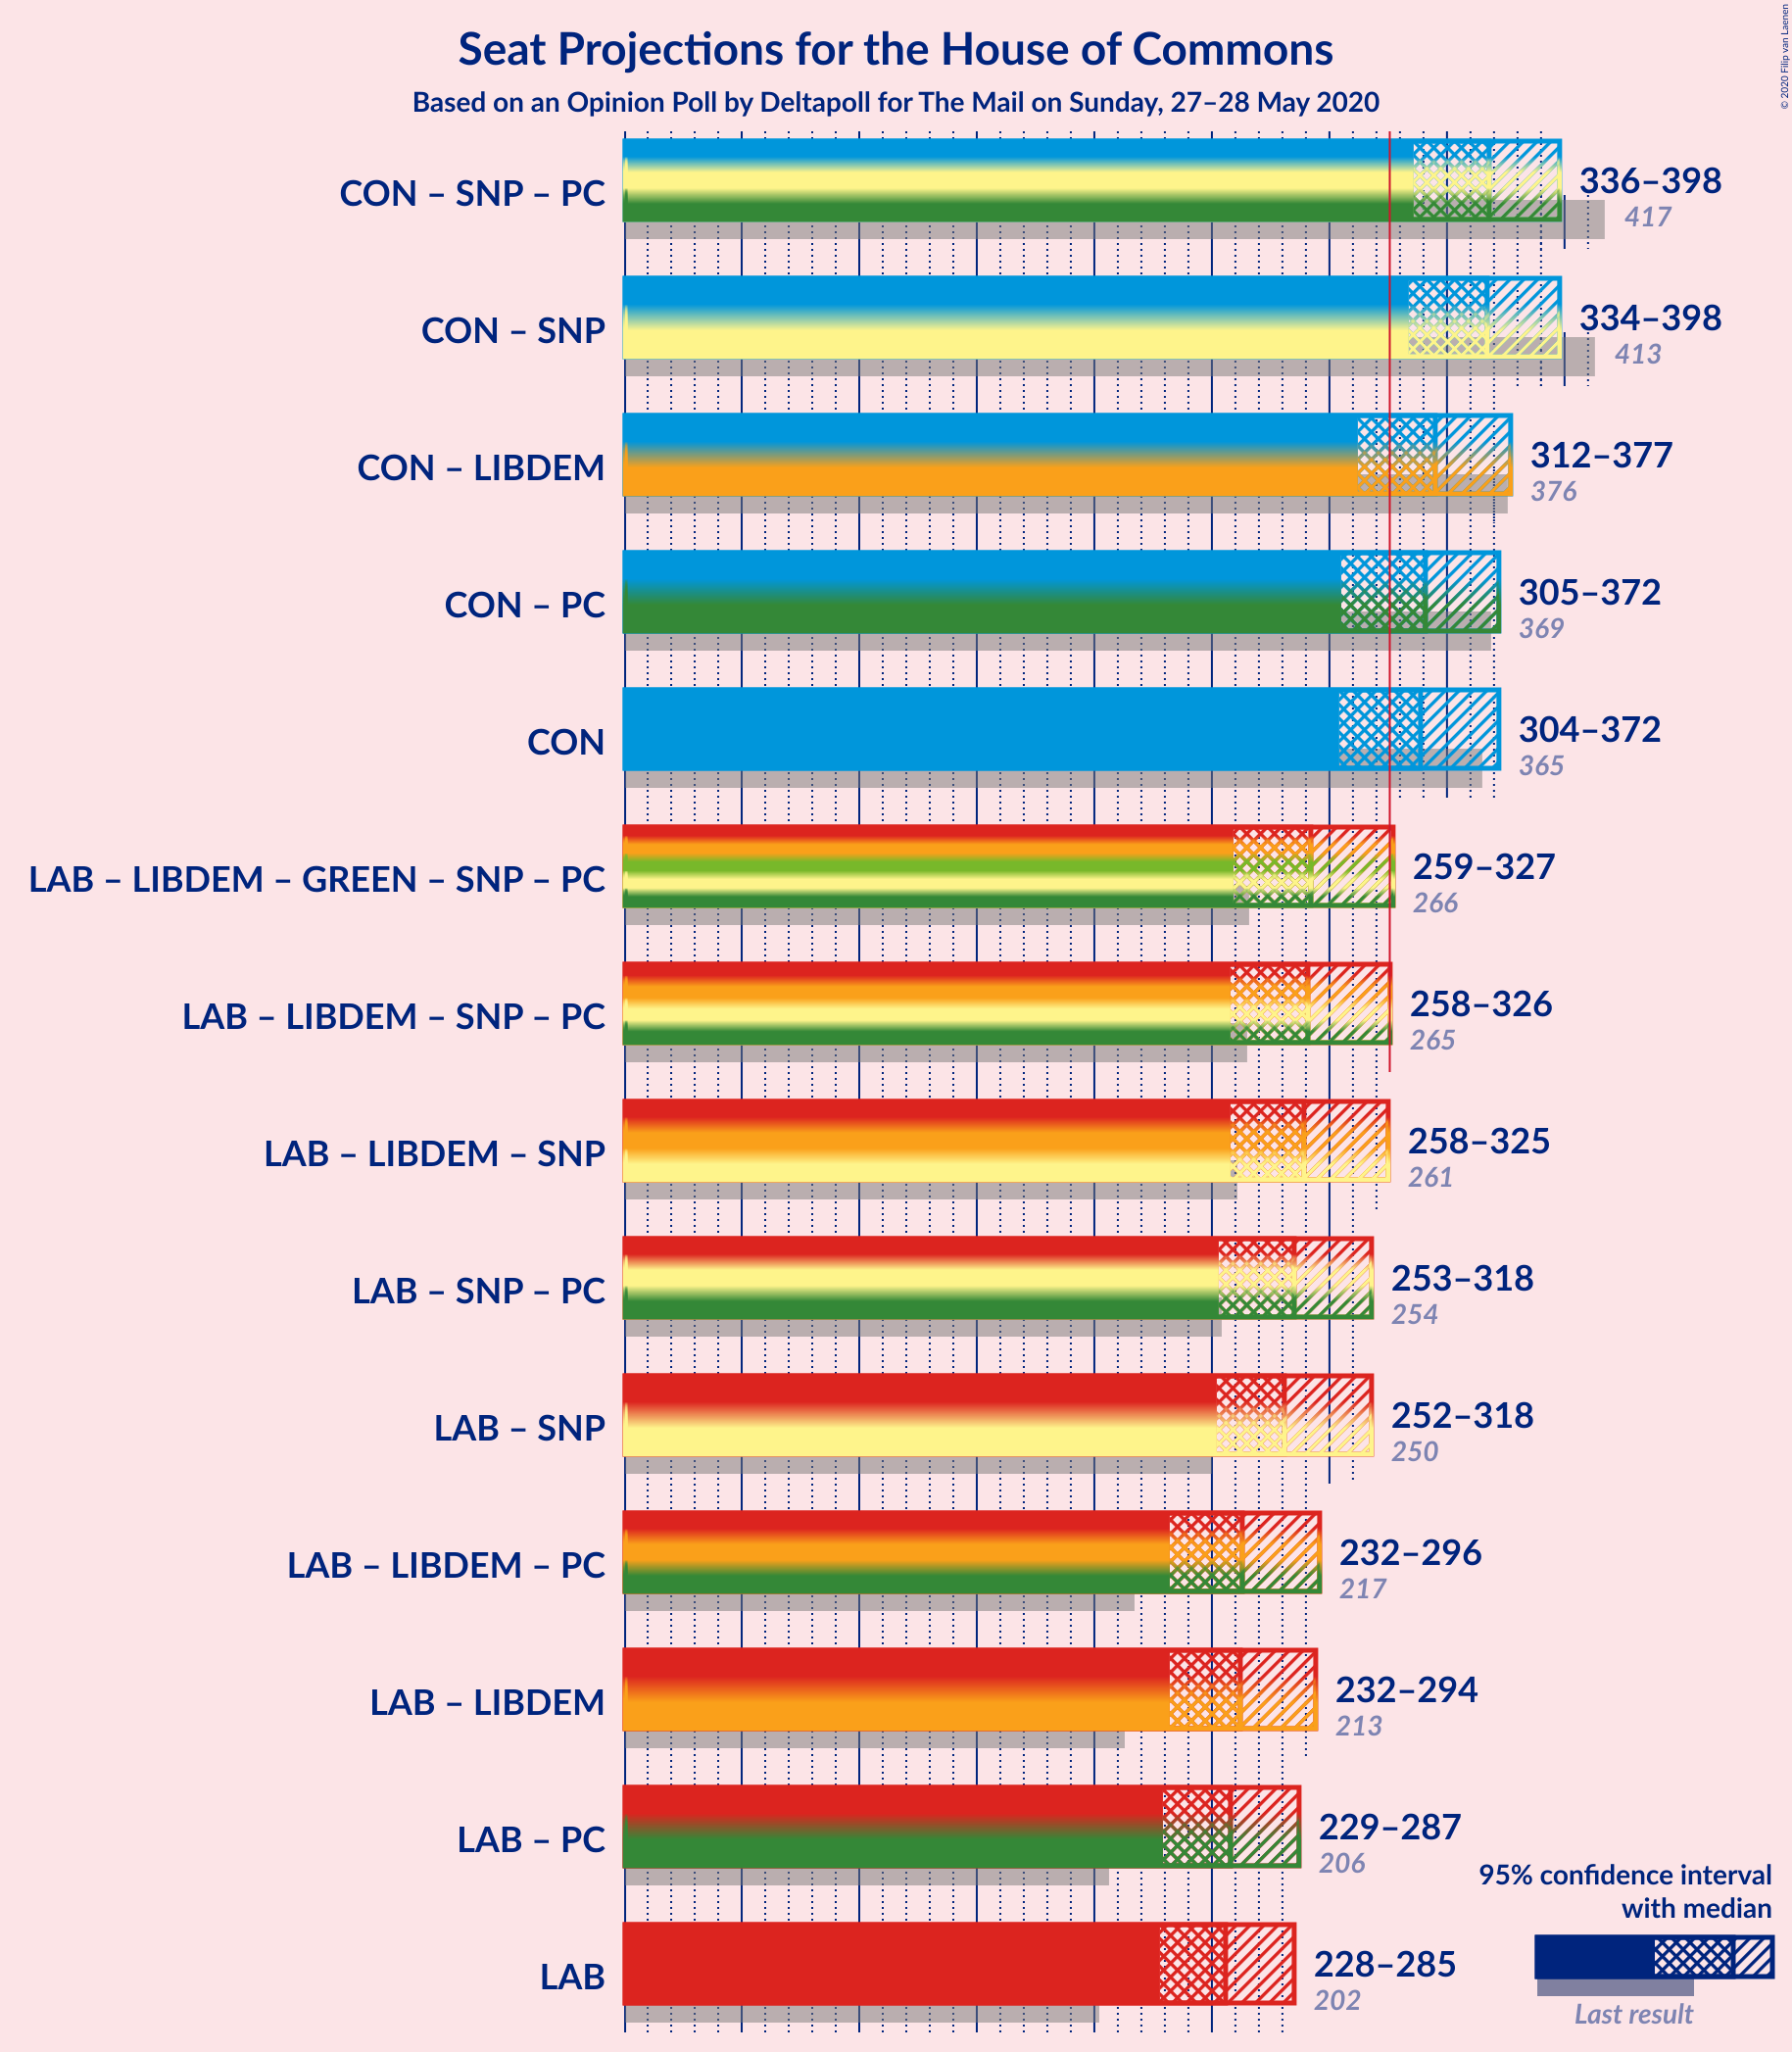 Seat Projections for the House of Commons
Based on an Opinion Poll by Deltapoll for The Mail on Sunday, 27–28 May 2020
© 2020 Filip van Laenen
CON – SNP – PC
336–398
417
CON – SNP
334–398
413
CON – LIBDEM
312–377
376
CON – PC
305–372
369
CON
304–372
365
LAB – LIBDEM – GREEN – SNP – PC
259–327
266
LAB – LIBDEM – SNP – PC
258–326
265
LAB – LIBDEM – SNP
258–325
261
LAB – SNP – PC
253–318
254
LAB – SNP
252–318
250
LAB – LIBDEM – PC
232–296
217
LAB – LIBDEM
232–294
213
LAB – PC
229–287
206
LAB
228–285
202
95% confidence interval
with median
Last result